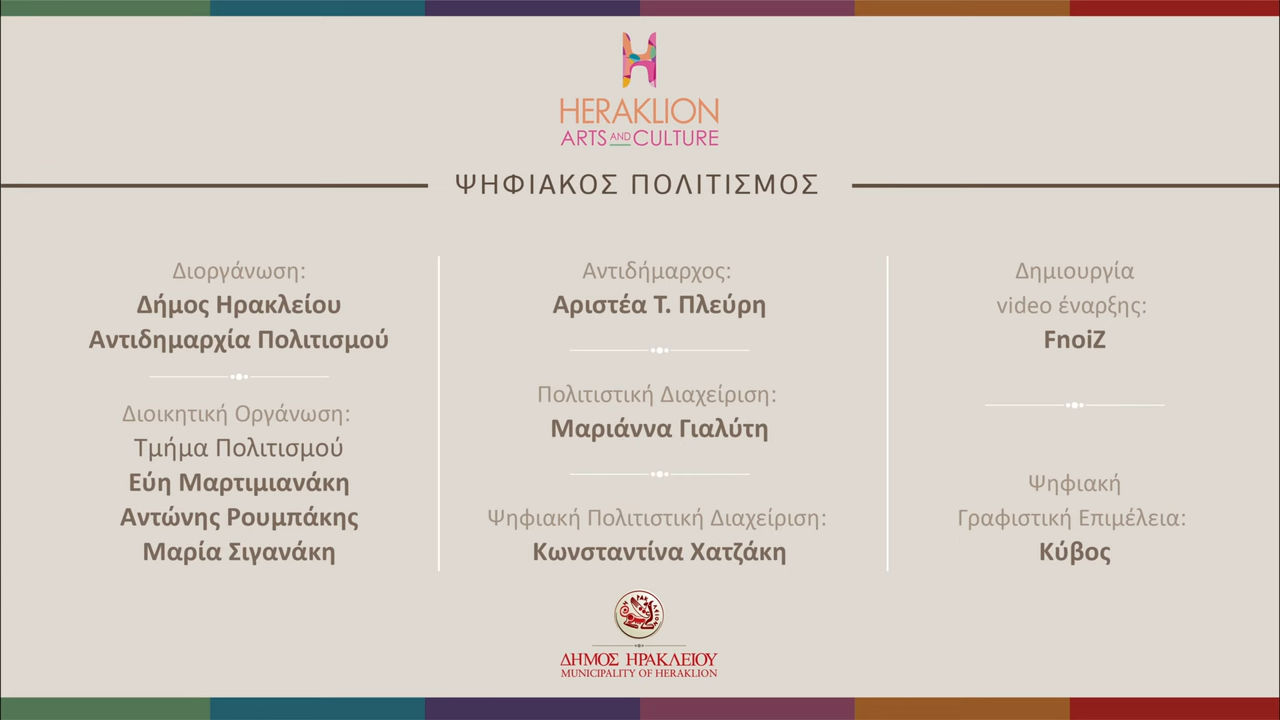 HERAKLION
ARTS AND CULTURE
ΨΗΦΙΑΚΟΣ ΠΟΛΙΤΙΣΜΟΣ
Διοργάνωση:
Δήμος Ηρακλείου
Αντιδημαρχία Πολιτισμού
Διοικητική Οργάνωση:
Τμήμα Πολιτισμού
Εύη Μαρτιμιανάκη
Αντώνης Ρουμπάκης
Μαρία Σιγανάκη
Αντιδήμαρχος:
Αριστέα Τ. Πλεύρη
Πολιτιστική Διαχείριση:
Μαριάννα Γιαλύτη
Ψηφιακή Πολιτιστική Διαχείριση:
Κωνσταντίνα Χατζάκη
Δημιουργία
video έναρξης:
FnoiZ
Ψηφιακή
Γραφιστική Επιμέλεια:
Κύβος
ΔΗΜΟΣ ΗΡΑΚΛΕΙΟΥ
MUNICIPALITY OF HERAKLION